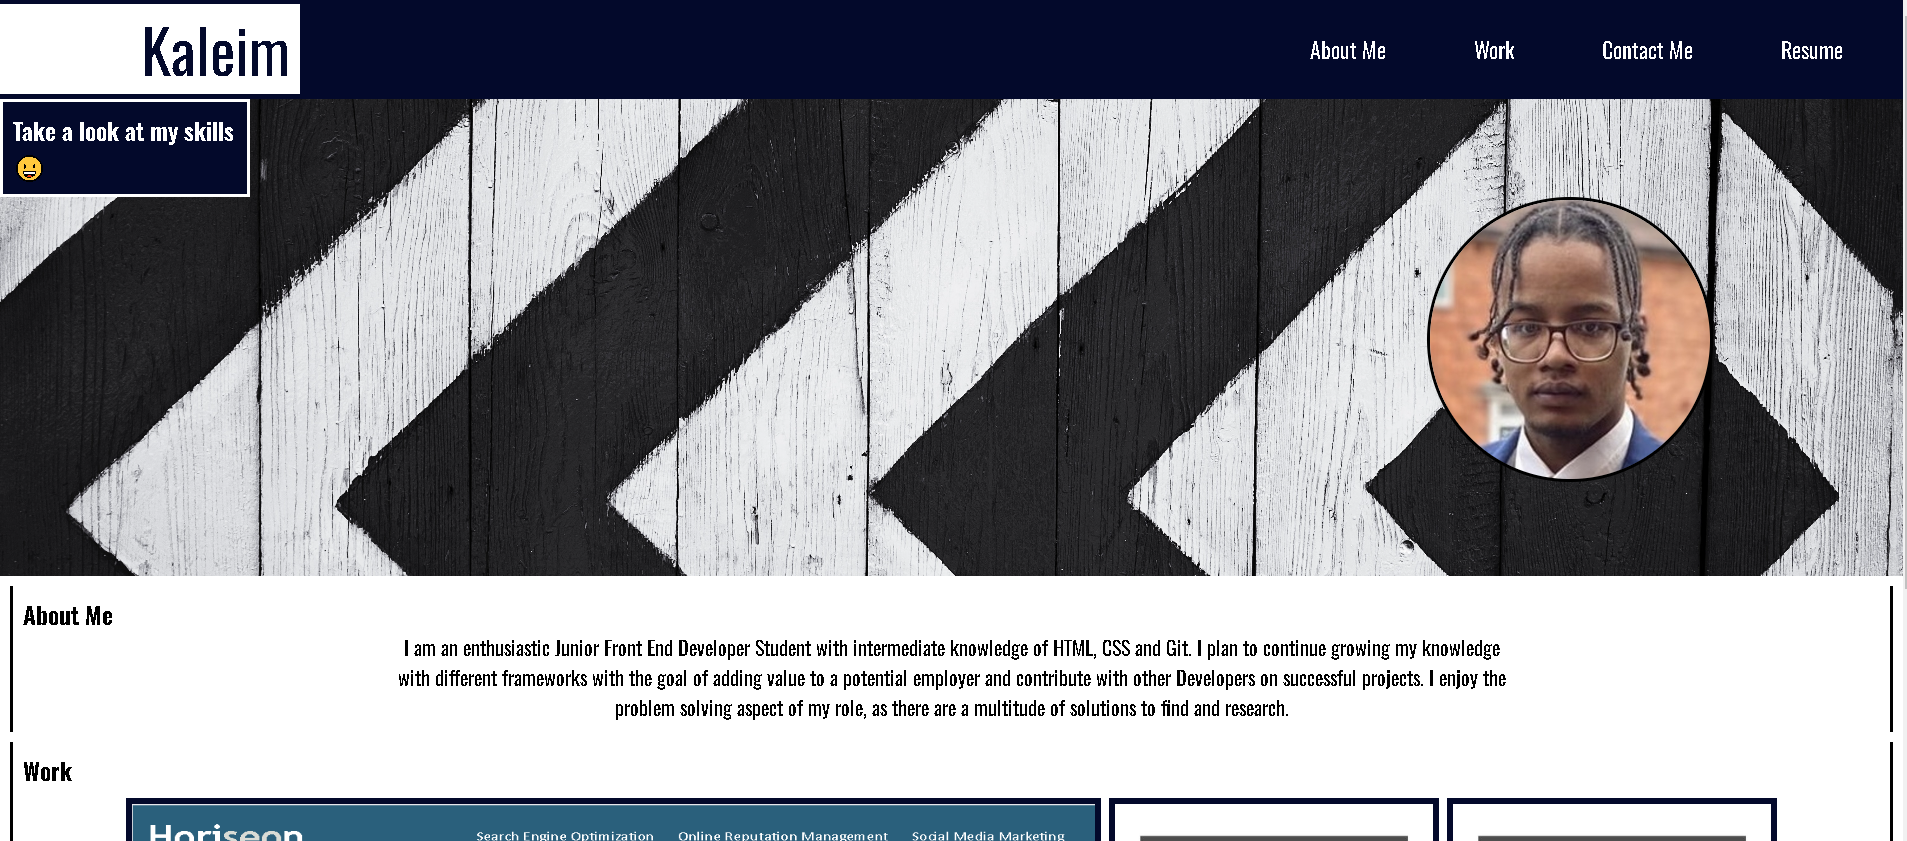 Kaleim
About Me
Work
Contact Me
Resume
Take a look at my skills
😀
About Me
I am an enthusiastic Junior Front End Developer Student with intermediate knowledge of HTML, CSS and Git. I plan to continue growing my knowledge
with different frameworks with the goal of adding value to a potential employer and contribute with other Developers on successful projects. I enjoy the
problem solving aspect of my role, as there are a multitude of solutions to find and research.
Work
Horiseon
Search Engine Optimization
Online Reputation Management
Social Media Marketing